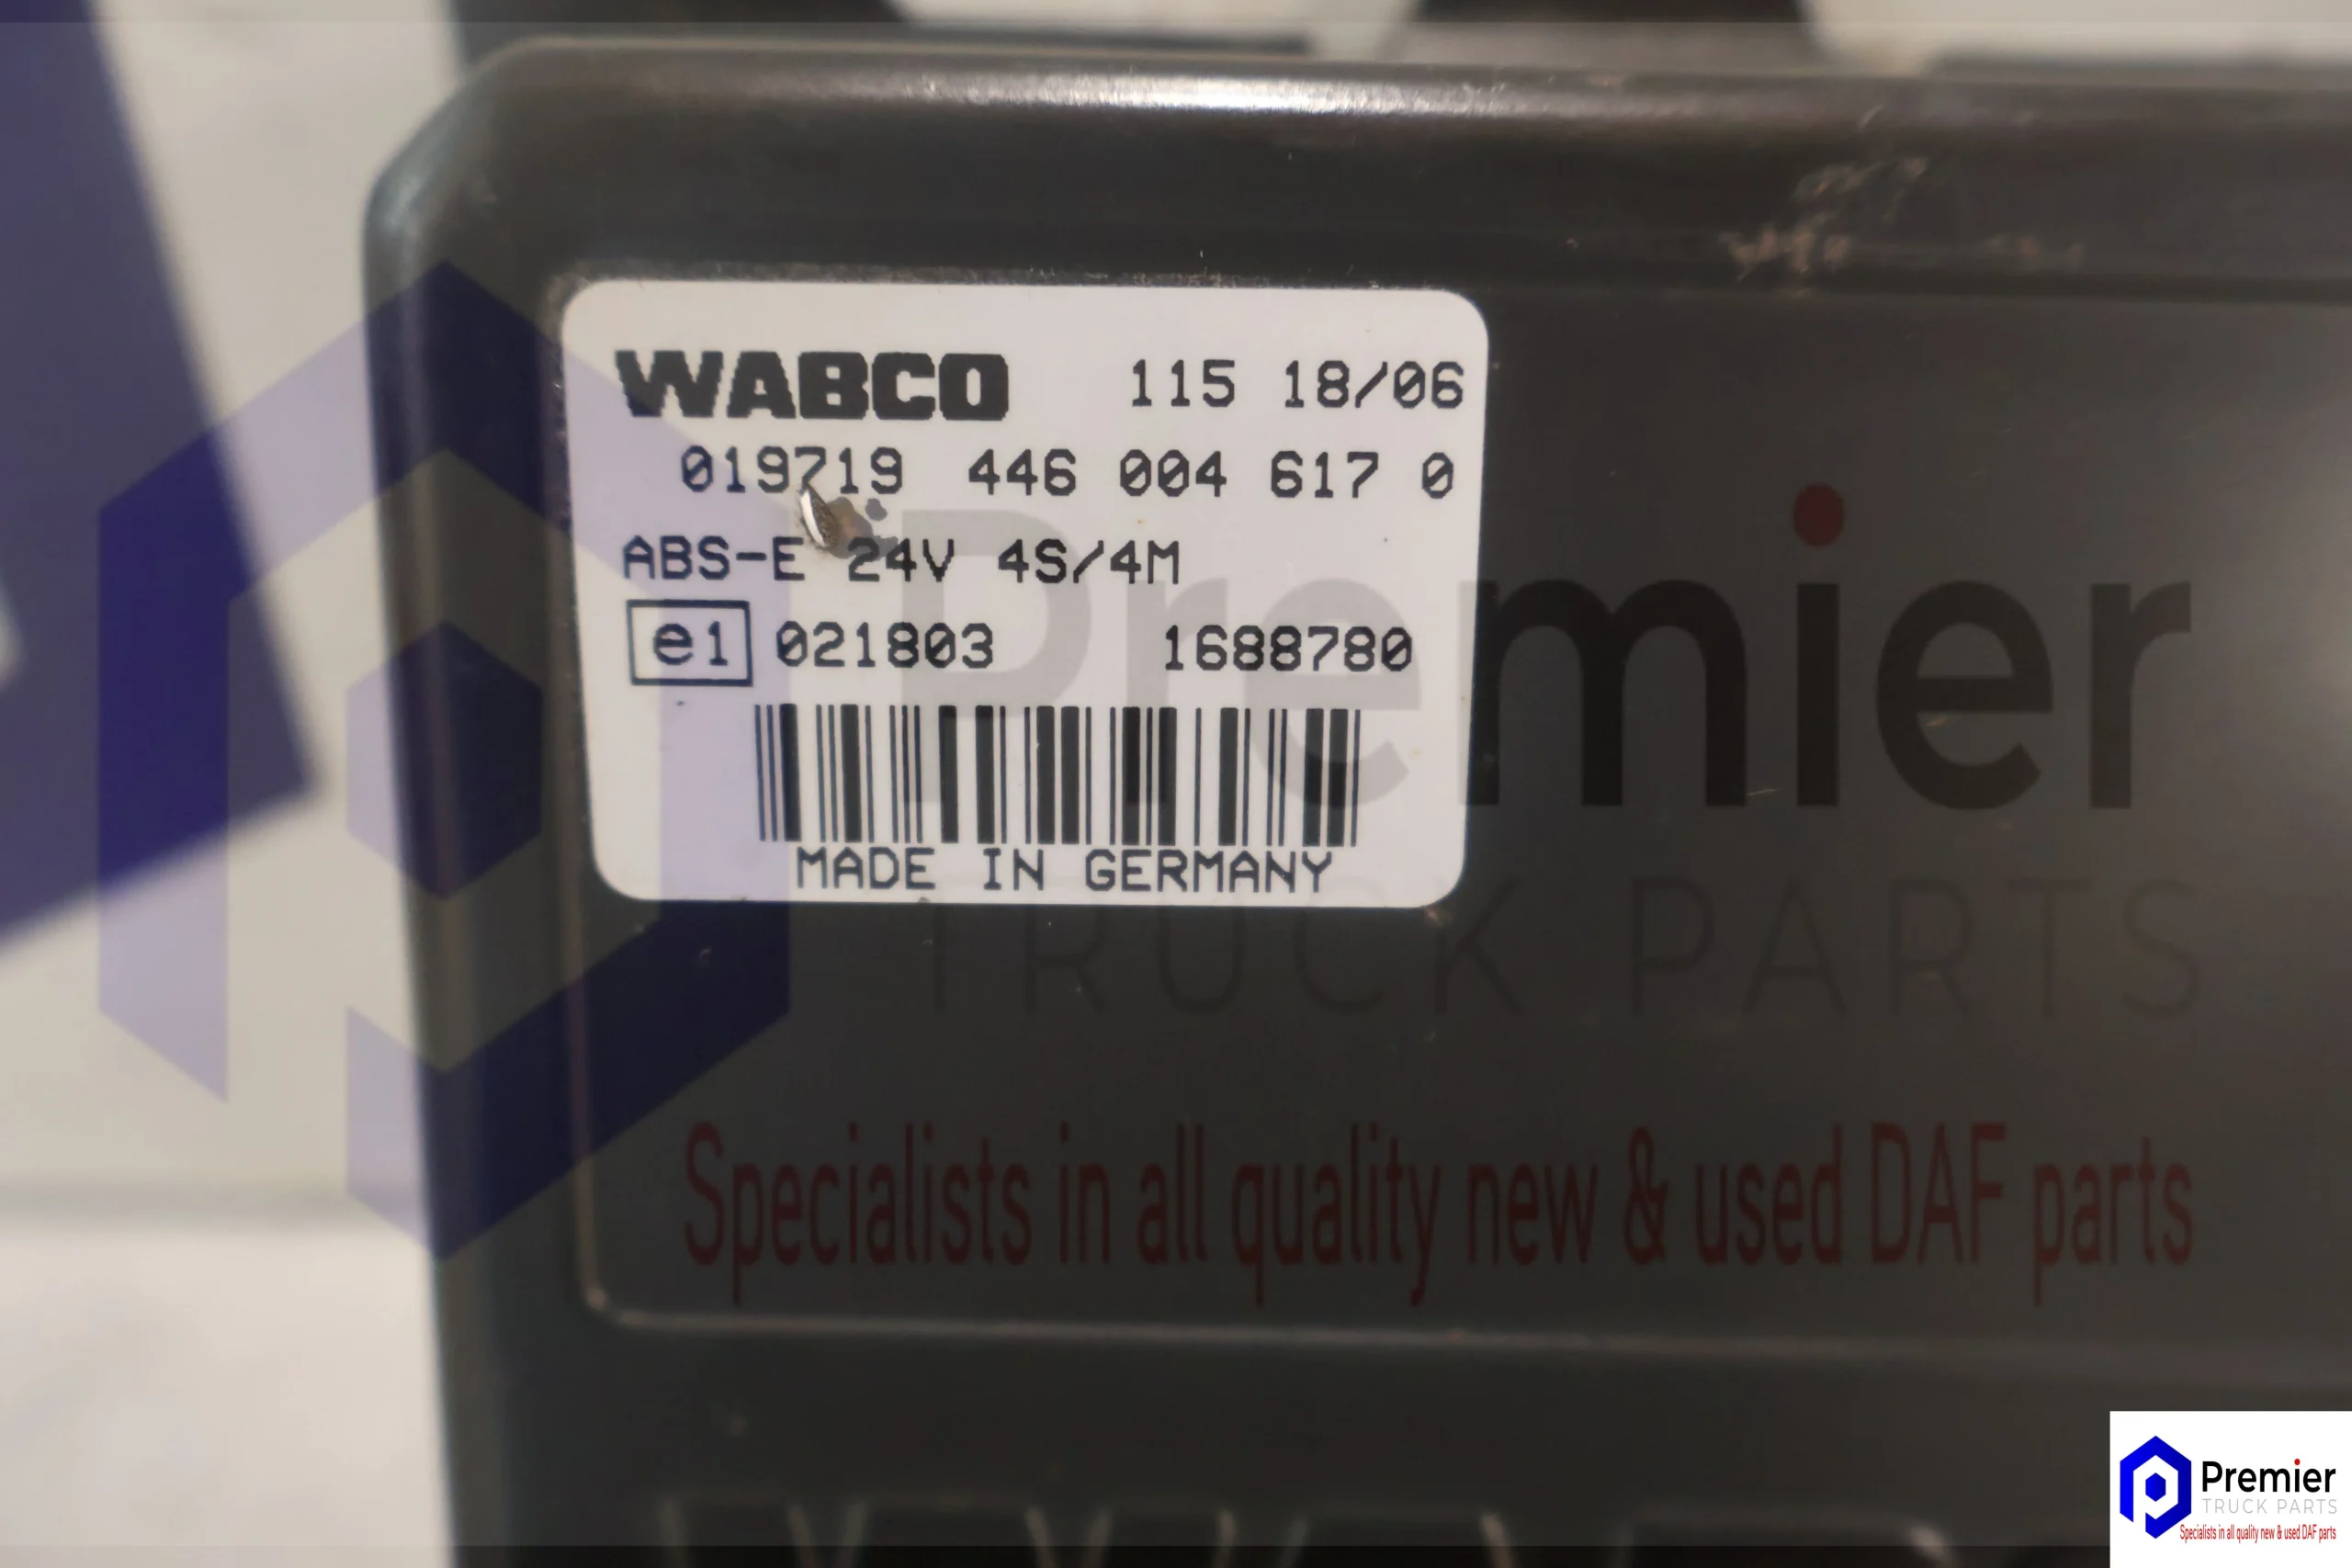 WABCO 115 18/06
019719 446 004 617 0
ABS-E 24V 4S/4M
e1 021803 1688780
MADE IN GERMANY
Premier
TRUCK PARTS
Specialists in all quality new & used DAF parts
Premier
TRUCK PARTS
Specialists in all quality new & used DAF parts